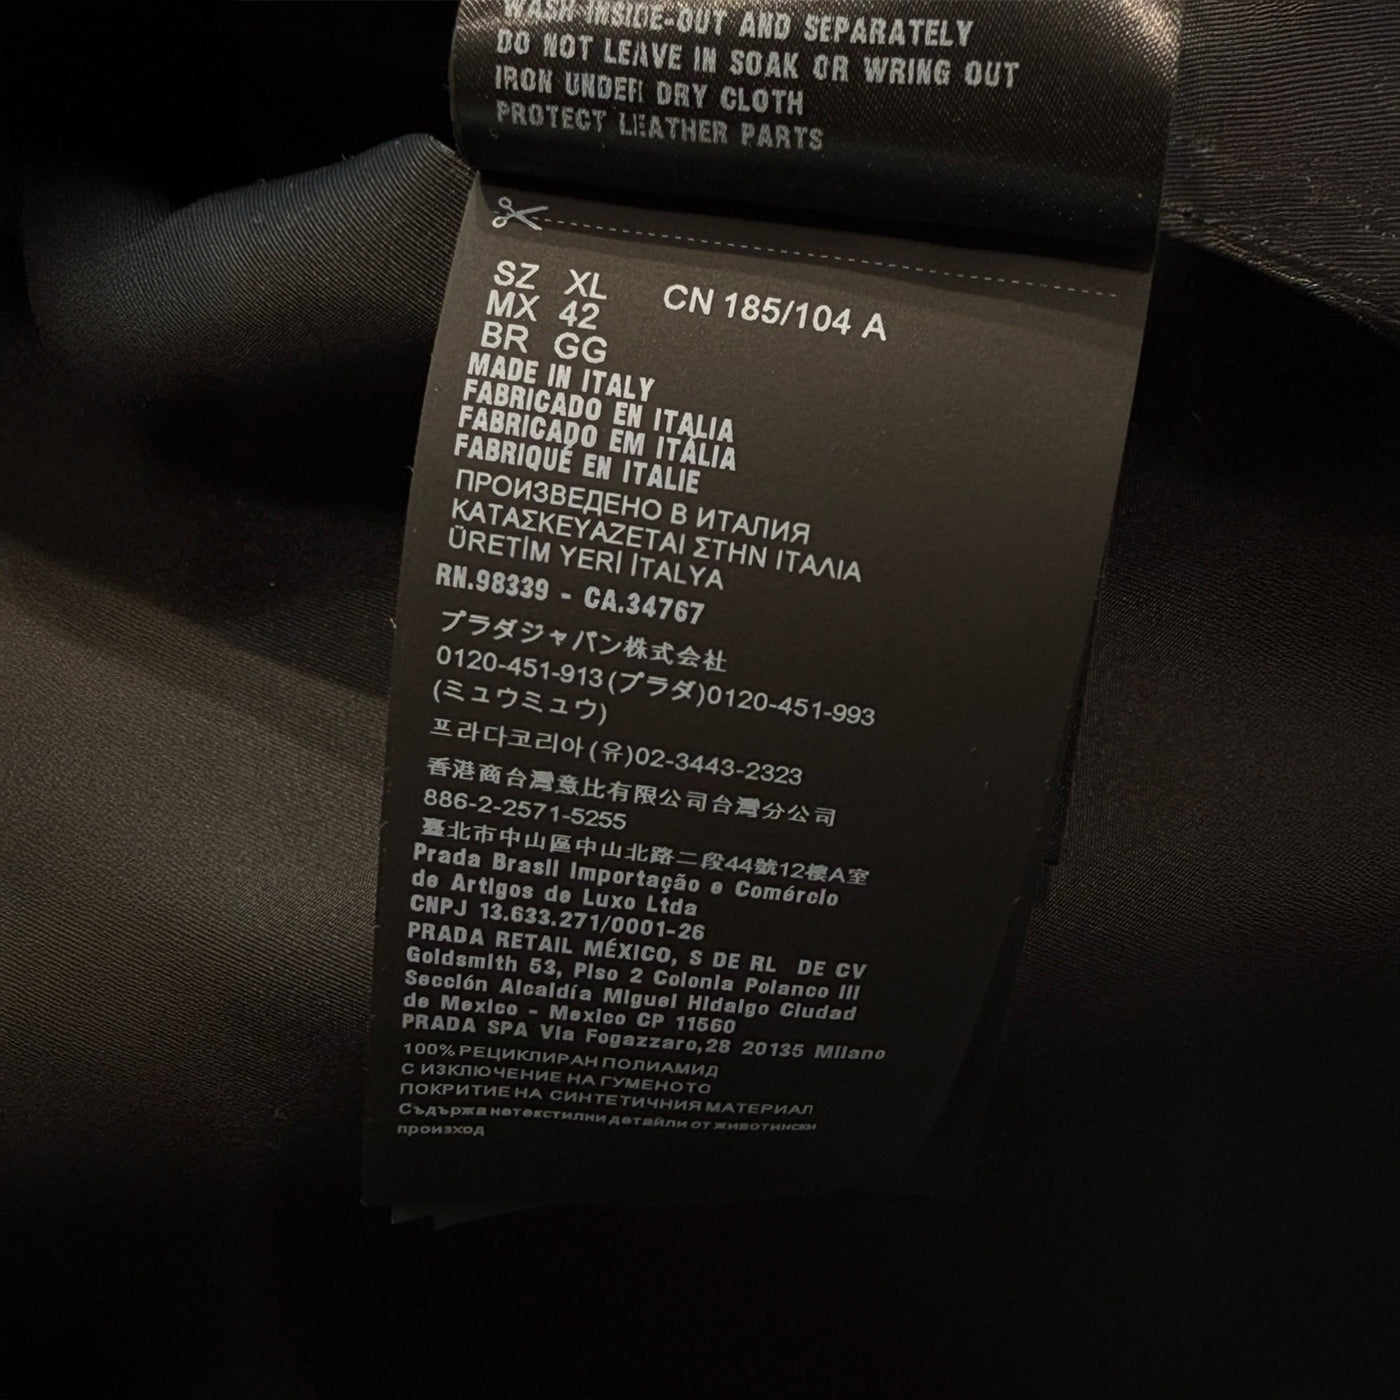 WASH INSIDE-OUT AND SEPARATELY
DO NOT LEAVE IN SOAK OR WRING OUT
IRON UNDER DRY CLOTH
PROTECT LEATHER PARTS
SZ XL CN 185/104 A
MX 42
BR GG
MADE IN ITALY
FABRICADO EN ITALIA
FABRICADO EM ITÁLIA
FABRIQUÉ EN ITALIE
ПРОИЗВЕДЕНО В ИТАЛИЯ
ΚΑΤΑΣΚΕΥΑΖΕΤΑΙ ΣΤΗΝ ΙΤΑΛΙΑ
ÜRETİM YERİ İTALYA
RN.98339 - CA.34767
プラダジャパン株式会社
0120-451-913(プラダ)0120-451-993
(ミュウミュウ)
프라다코리아(유)02-3443-2323
香港商台灣意比有限公司台灣分公司
886-2-2571-5255
臺北市中山區中山北路二段44號12樓A室
Prada Brasil Importação e Comércio
de Artigos de Luxo Ltda
CNPJ 13.633.271/0001-26
PRADA RETAIL MÉXICO, S DE RL DE CV
Goldsmith 53, Piso 2 Colonia Polanco III
Sección Alcaldía Miguel Hidalgo Ciudad
de Mexico - Mexico CP 11560
PRADA SPA Via Fogazzaro,28 20135 Milano
100% РЕЦИКЛИРАН ПОЛИАМИД
С ИЗКЛЮЧЕНИЕ НА ГУМЕНОТО
ПОКРИТИЕ НА СИНТЕТИЧНИЯ МАТЕРИАЛ
Съдържа нетекстилни детайли от животински
произход